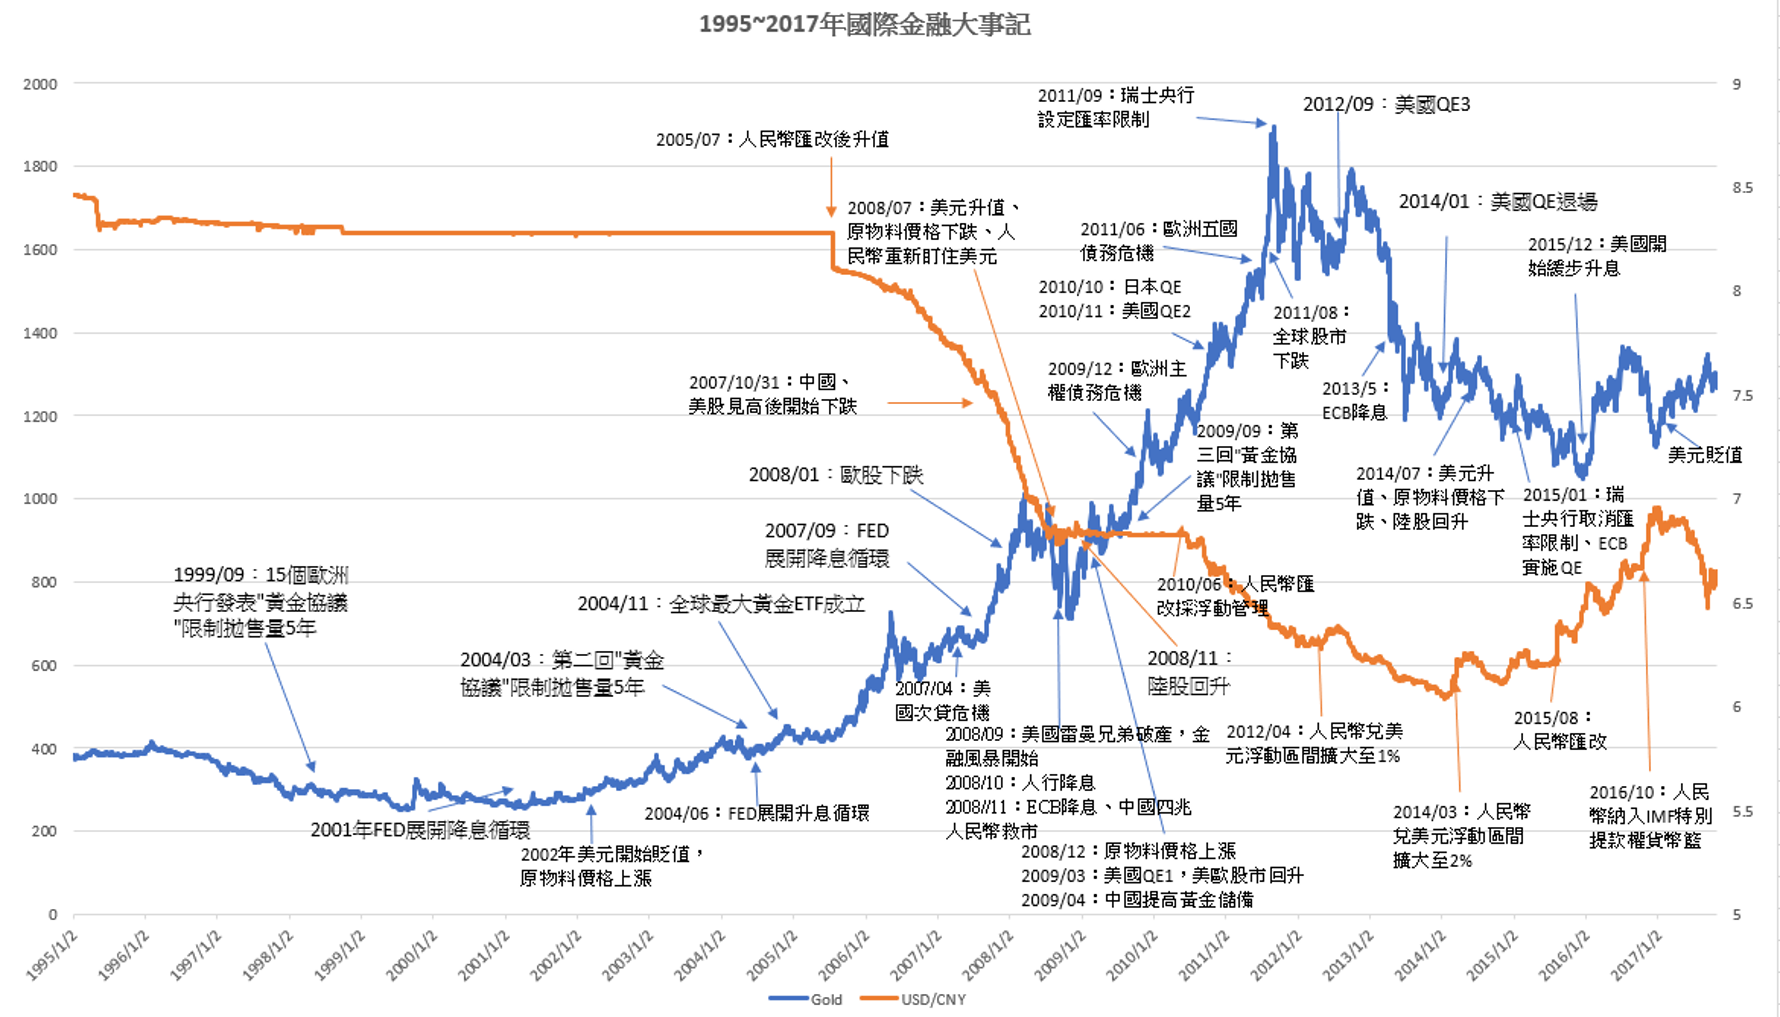 1995~2017年國際金融大事記
2000
1800
1600
1400
1200
1000
800
600
400
200
0
9
8.5
8
7.5
7
6.5
6
5.5
5
2005/07：人民幣匯改後升值
2008/07：美元升值、
原物料價格下跌、人
民幣重新盯住美元
2007/10/31：中國、
美股見高後開始下跌
2008/01：歐股下跌
2007/09：FED
展開降息循環
2004/11：全球最大黃金ETF成立
1999/09：15個歐洲
央行發表"黃金協議
"限制拋售量5年
2004/03：第二回"黃金
協議"限制拋售量5年
2001年FED展開降息循環
2002年美元開始貶值，
原物料價格上漲
2004/06：FED展開升息循環
2007/04：美
國次貸危機
2008/09：美國雷曼兄弟破產，金
融風暴開始
2008/10：人行降息
2008//11：ECB降息、中國四兆
人民幣救市
2008/12：原物料價格上漲
2009/03：美國QE1，美歐股市回升
2009/04：中國提高黃金儲備
2008/11：
陸股回升
2010/06：人民幣匯
改採浮動管理
2009/09：第
三回"黃金協
議"限制拋售
量5年
2009/12：歐洲主
權債務危機
2010/10：日本QE
2010/11：美國QE2
2011/06：歐洲五國
債務危機
2011/09：瑞士央行
設定匯率限制
2011/08：
全球股市
下跌
2012/09：美國QE3
2013/5：
ECB降息
2014/01：美國QE退場
2015/12：美國開
始緩步升息
2014/07：美元升
值、原物料價格下
跌、陸股回升
2015/01：瑞
士央行取消匯
率限制、ECB
實施QE
美元貶值
2012/04：人民幣兌美
元浮動區間擴大至1%
2014/03：人民幣
兌美元浮動區間
擴大至2%
2015/08：
人民幣匯改
2016/10：人民
幣納入IMF特別
提款權貨幣籃
1995/1/2
1996/1/2
1997/1/2
1998/1/2
1999/1/2
2000/1/2
2001/1/2
2002/1/2
2003/1/2
2004/1/2
2005/1/2
2006/1/2
2007/1/2
2008/1/2
2009/1/2
2010/1/2
2011/1/2
2012/1/2
2013/1/2
2014/1/2
2015/1/2
2016/1/2
2017/1/2
Gold
USD/CNY